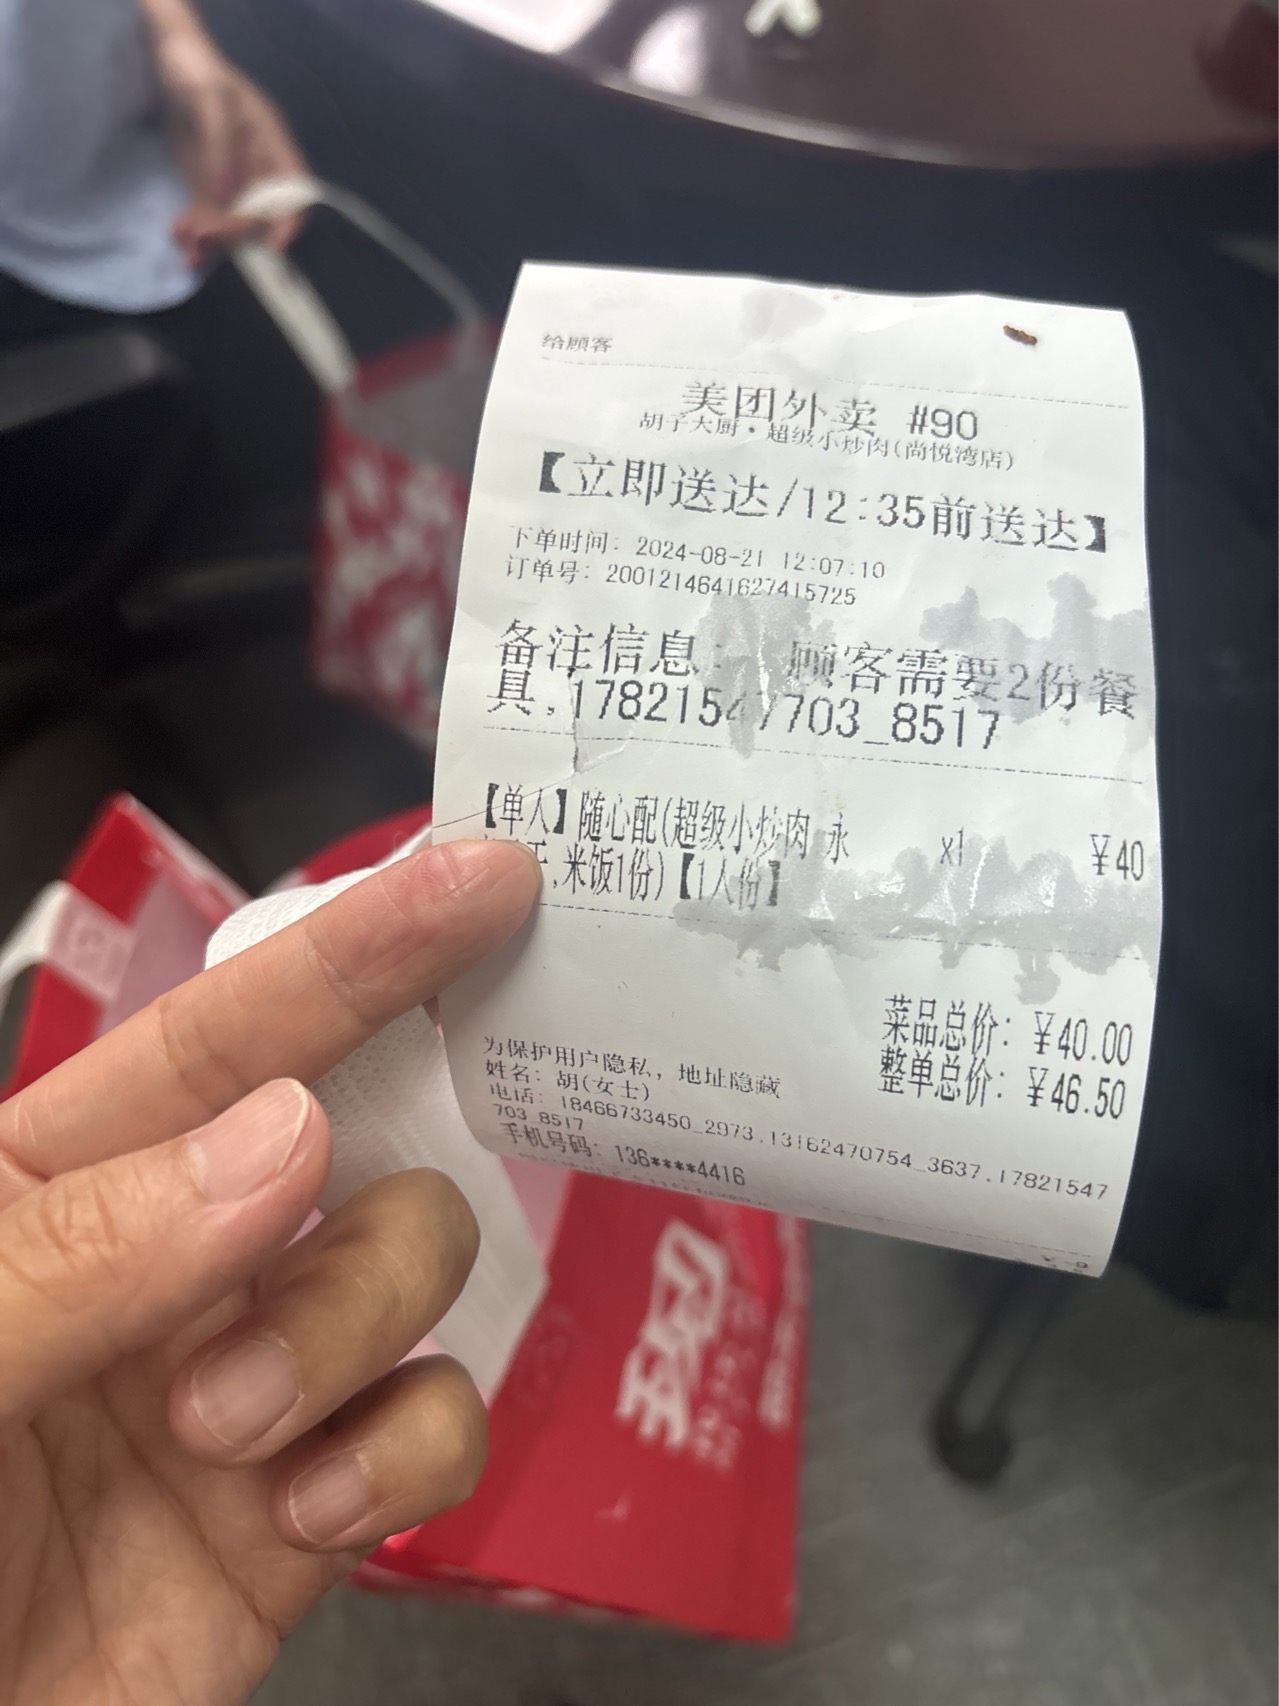 给顾客
美团外卖 #90
胡子大厨·超级小炒肉(尚悦湾店)
【立即送达/12:35前送达】
下单时间: 2024-08-21 12:07:10
订单号: 2001214641627415725
备注信息: 顾客需要2份餐
具,17821547703_8517
【单人】随心配(超级小炒肉 永 x1 ¥40
干,米饭1份)【1人份】
菜品总价: ¥40.00
整单总价: ¥46.50
为保护用户隐私, 地址隐藏
姓名: 胡(女士)
电话: 18466733450_2973,13162470754_3637,17821547
703_8517
手机号码: 136****4416